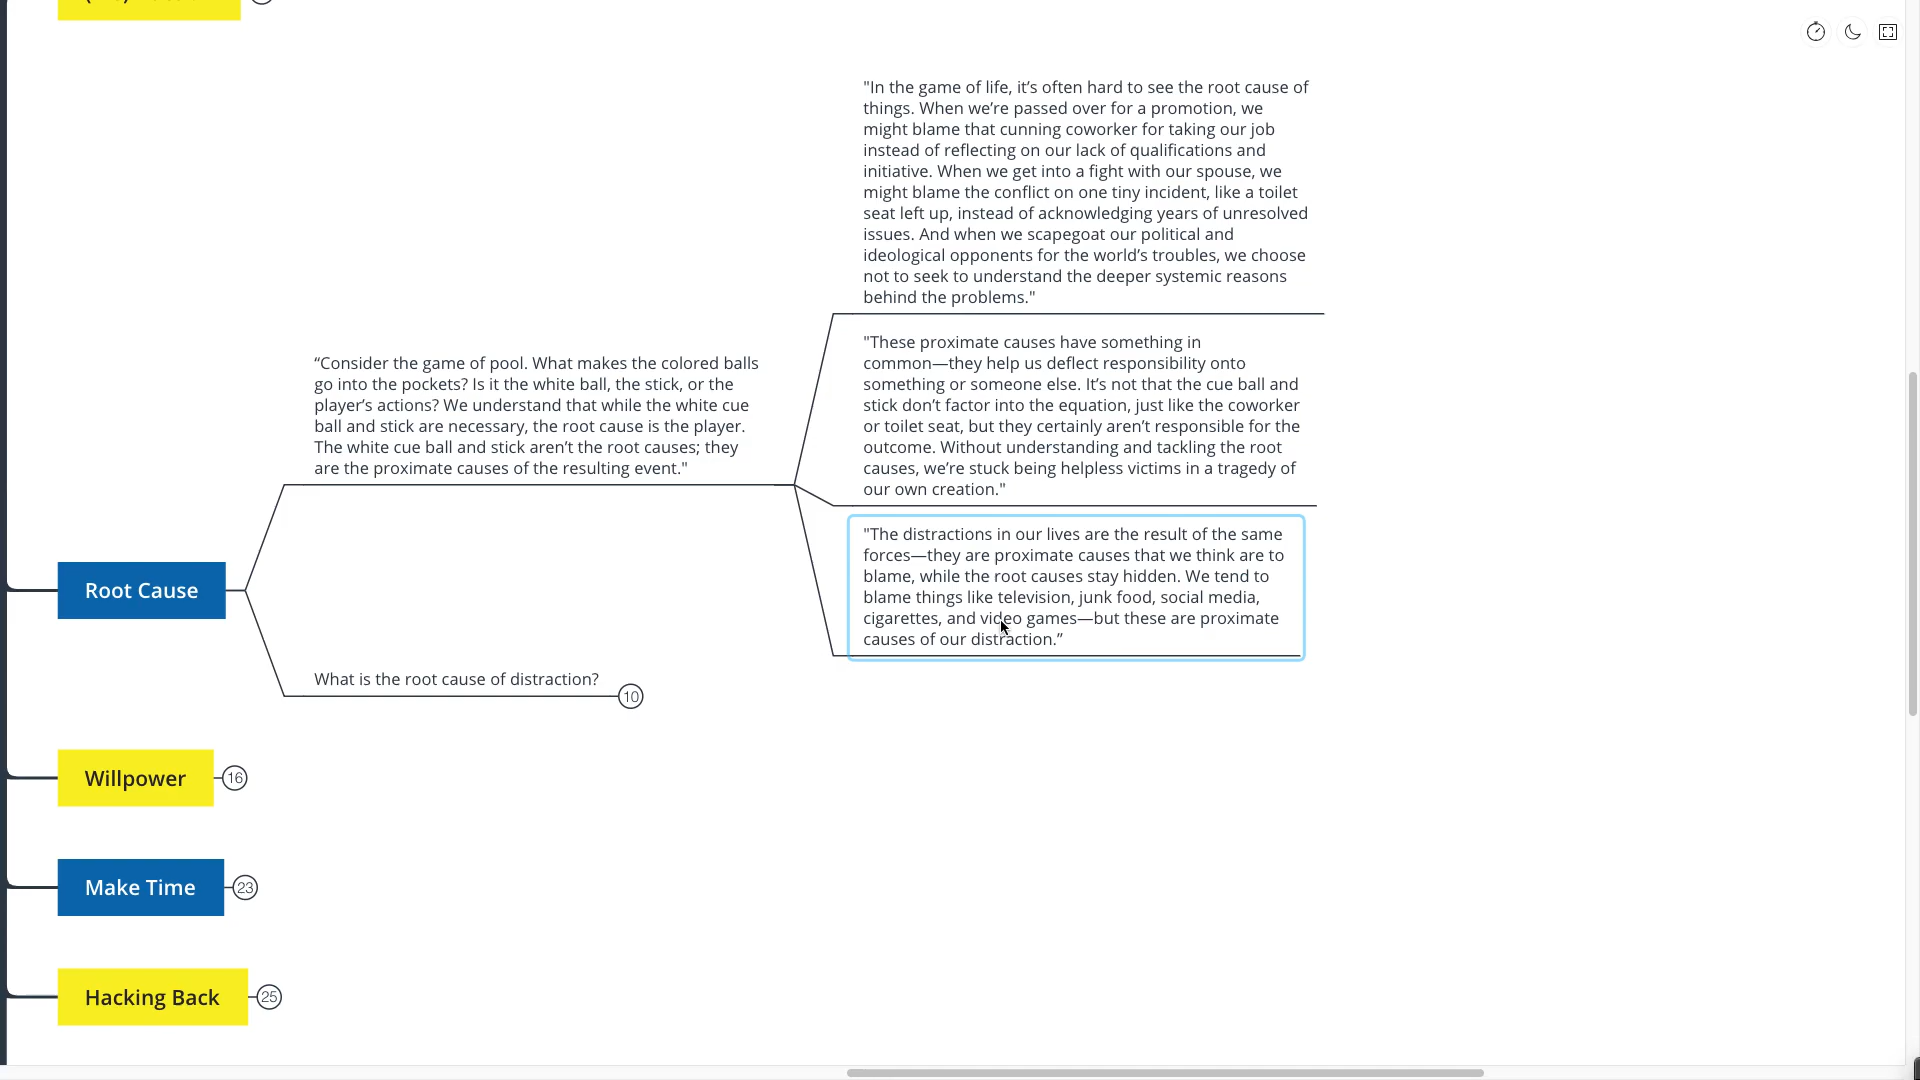 "In the game of life, it’s often hard to see the root cause of
things. When we’re passed over for a promotion, we
might blame that cunning coworker for taking our job
instead of reflecting on our lack of qualifications and
initiative. When we get into a fight with our spouse, we
might blame the conflict on one tiny incident, like a toilet
seat left up, instead of acknowledging years of unresolved
issues. And when we scapegoat our political and
ideological opponents for the world’s troubles, we choose
not to seek to understand the deeper systemic reasons
behind the problems."
“Consider the game of pool. What makes the colored balls
go into the pockets? Is it the white ball, the stick, or the
player’s actions? We understand that while the white cue
ball and stick are necessary, the root cause is the player.
The white cue ball and stick aren’t the root causes; they
are the proximate causes of the resulting event."
"These proximate causes have something in
common—they help us deflect responsibility onto
something or someone else. It’s not that the cue ball and
stick don’t factor into the equation, just like the coworker
or toilet seat, but they certainly aren’t responsible for the
outcome. Without understanding and tackling the root
causes, we’re stuck being helpless victims in a tragedy of
our own creation."
"The distractions in our lives are the result of the same
forces—they are proximate causes that we think are to
blame, while the root causes stay hidden. We tend to
blame things like television, junk food, social media,
cigarettes, and video games—but these are proximate
causes of our distraction.”
Root Cause
What is the root cause of distraction?
10
Willpower
16
Make Time
23
Hacking Back
25